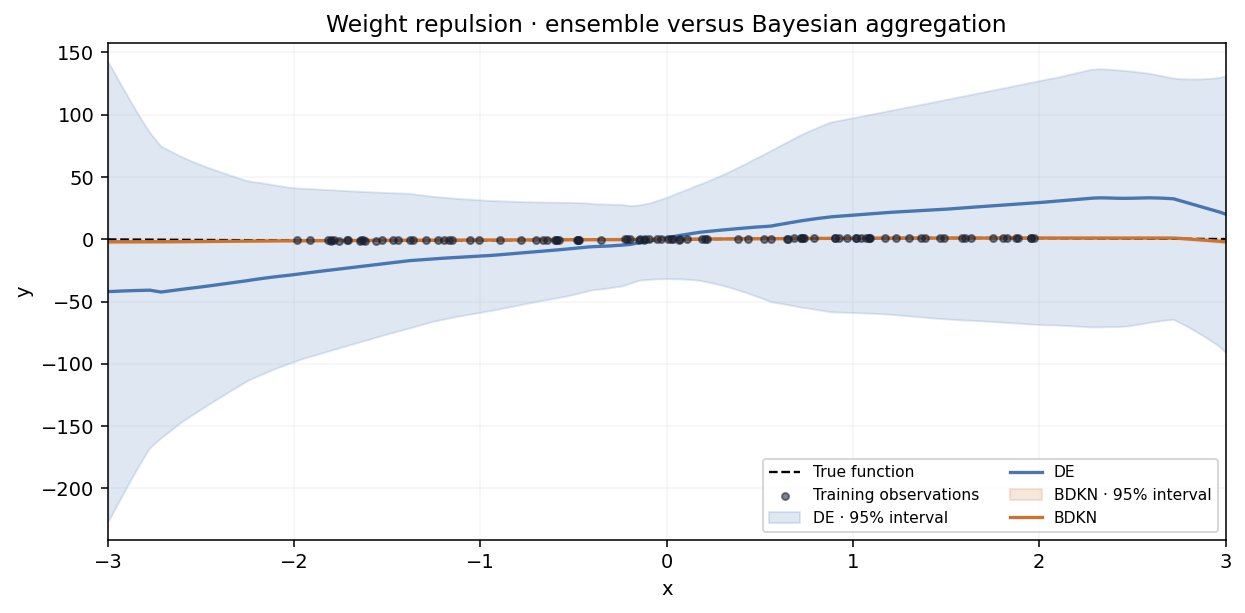 Weight repulsion · ensemble versus Bayesian aggregation
150
100
50
0
−50
−100
−150
−200
y
−3
−2
−1
0
1
2
3
x
True function
Training observations
DE · 95% interval
DE
BDKN · 95% interval
BDKN